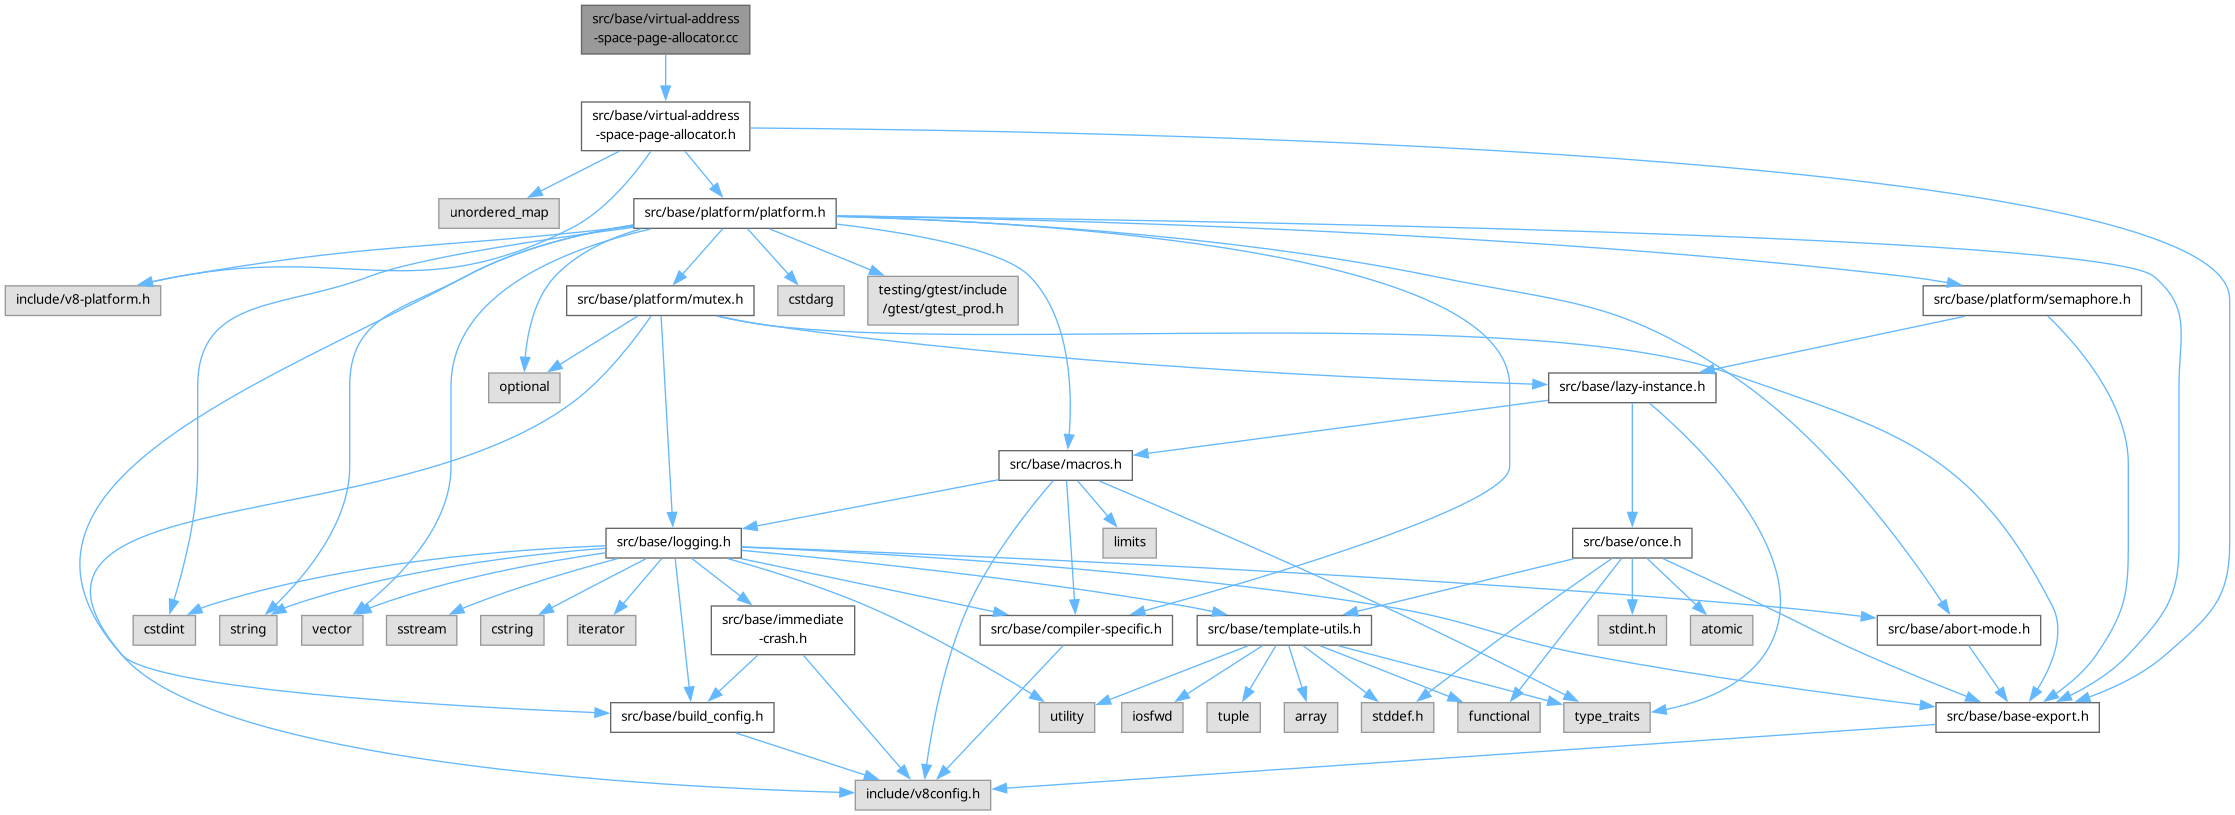 src/base/virtual-address
-space-page-allocator.cc
src/base/virtual-address
-space-page-allocator.h
unordered_map
src/base/platform/platform.h
include/v8-platform.h
src/base/platform/mutex.h
cstdarg
testing/gtest/include
/gtest/gtest_prod.h
src/base/platform/semaphore.h
optional
src/base/lazy-instance.h
src/base/macros.h
src/base/logging.h
limits
src/base/once.h
cstdint
string
vector
sstream
cstring
iterator
src/base/immediate
-crash.h
src/base/compiler-specific.h
src/base/template-utils.h
stdint.h
atomic
src/base/abort-mode.h
src/base/build_config.h
utility
iosfwd
tuple
array
stddef.h
functional
type_traits
src/base/base-export.h
include/v8config.h